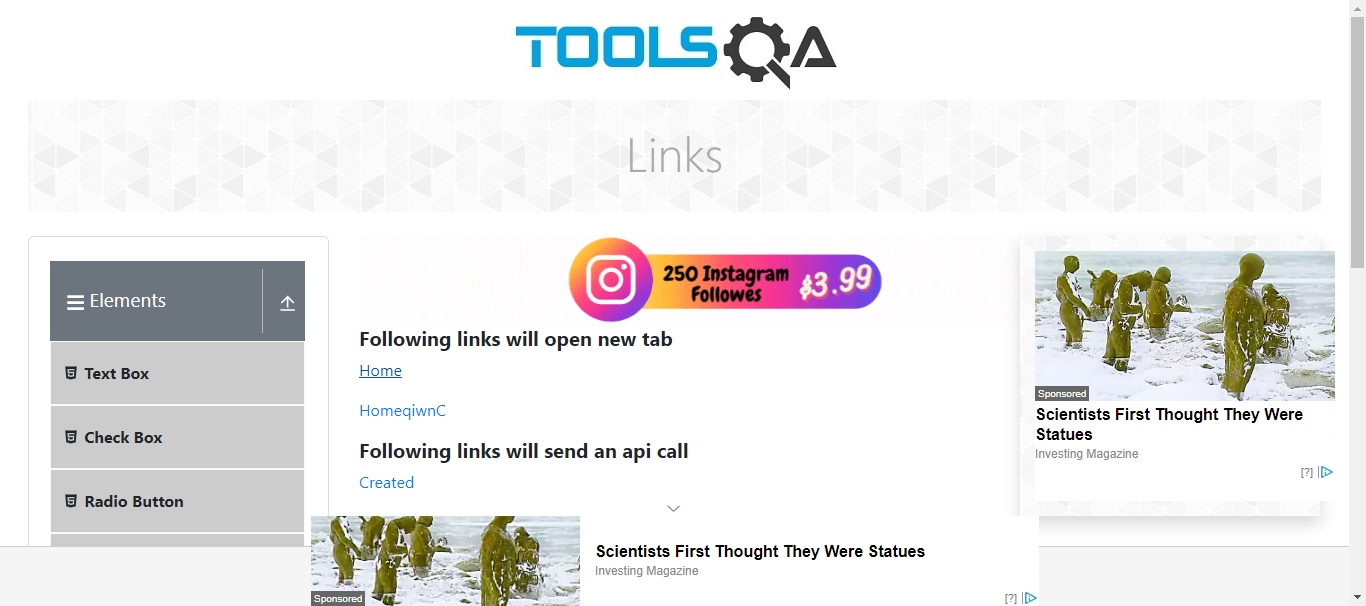 TOOLSQA
Links
Elements
Text Box
Check Box
Radio Button
250 Instagram
Followes
$3.99
Following links will open new tab
Home
HomeqiwnC
Following links will send an api call
Created
Sponsored
Scientists First Thought They Were
Statues
Investing Magazine
[?]
Sponsored
Scientists First Thought They Were Statues
Investing Magazine
[?]